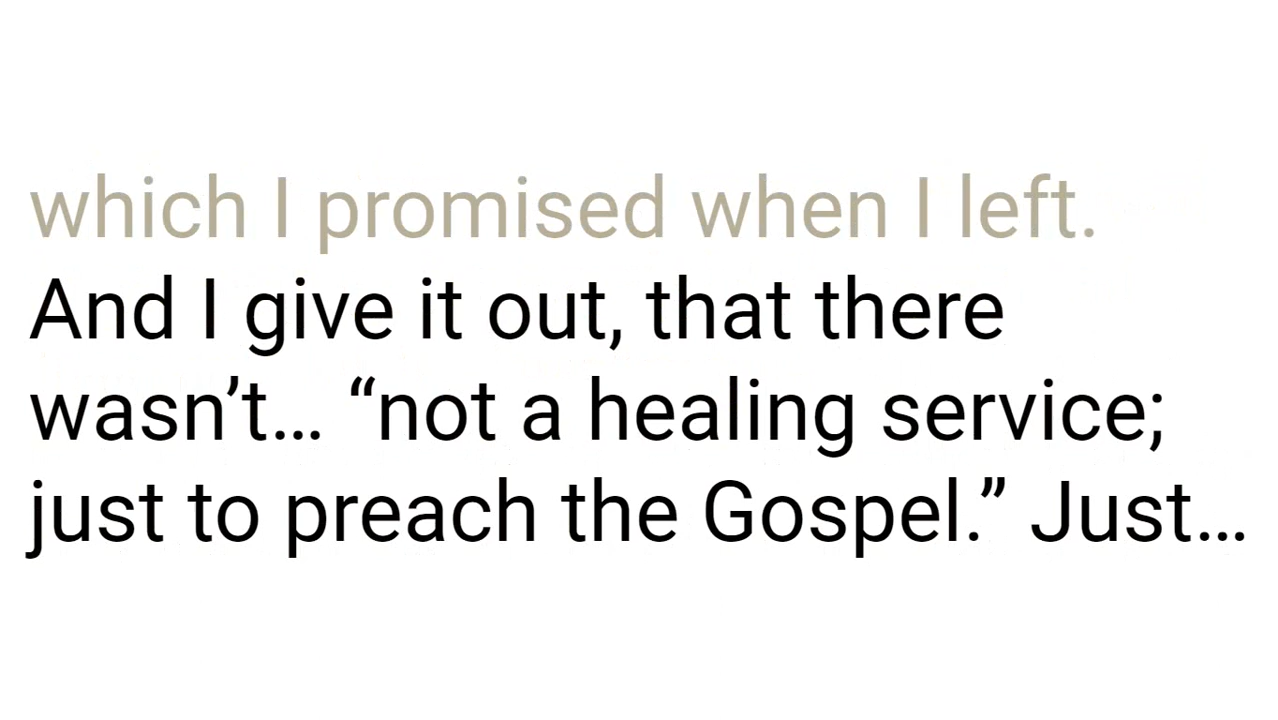 which I promised when I left.
And I give it out, that there
wasn’t… “not a healing service;
just to preach the Gospel.” Just…